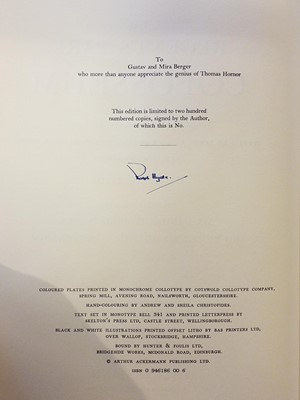 To
Gustav and Mira Berger
who more than anyone appreciate the genius of Thomas Hornor
This edition is limited to two hundred
numbered copies, signed by the Author,
of which this is No.
COLOURED PLATES PRINTED IN MONOCHROME COLLOTYPE BY COTSWOLD COLLOTYPE COMPANY,
SPRING MILL, AVENING ROAD, NAILSWORTH, GLOUCESTERSHIRE.
HAND-COLOURING BY ANDREW AND SHEILA CHRISTOFIDES.
TEXT SET IN MONOTYPE BELL 341 AND PRINTED LETTERPRESS BY
SKELTON'S PRESS LTD, CASTLE STREET, WELLINGBOROUGH.
BLACK AND WHITE ILLUSTRATIONS PRINTED OFFSET LITHO BY BAS PRINTERS LTD,
OVER WALLOP, STOCKBRIDGE, HAMPSHIRE.
BOUND BY HUNTER & FOULIS LTD,
BRIDGESIDE WORKS, MCDONALD ROAD, EDINBURGH.
© ARTHUR ACKERMANN PUBLISHING LTD.
ISBN 0 946186 00 6